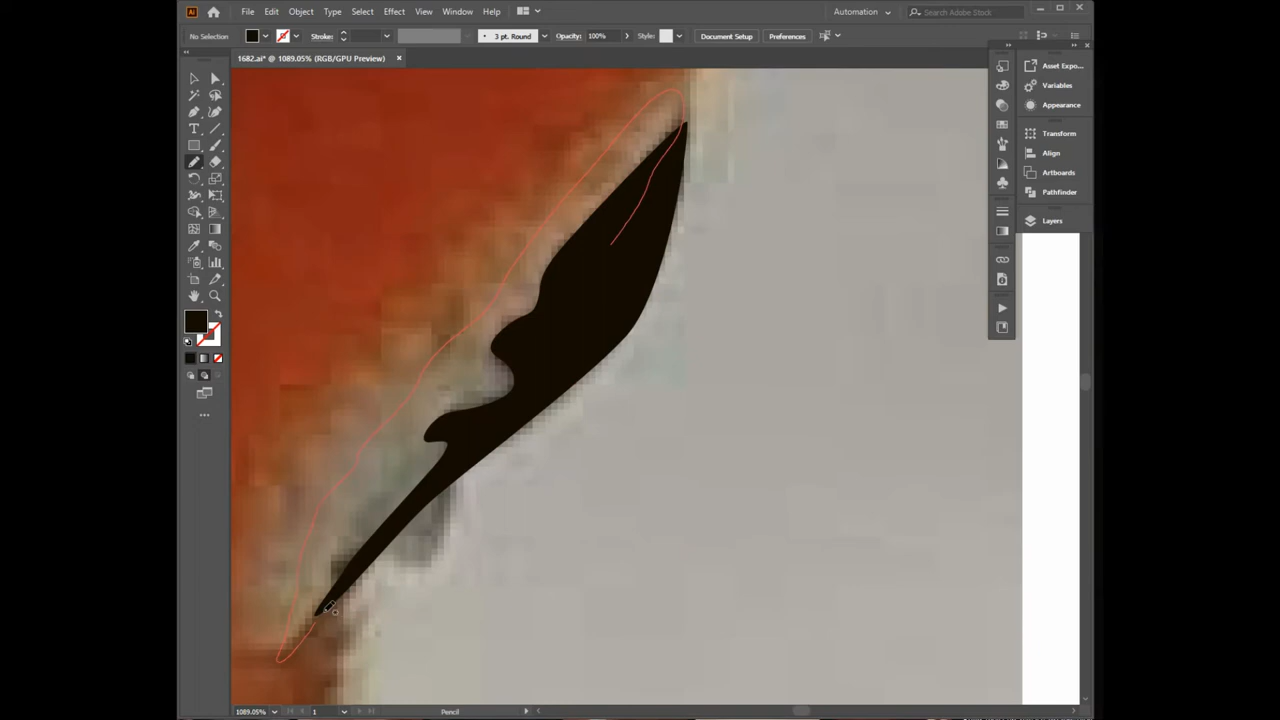 Ai File Edit Object Type Select Effect View Window Help Automation Search Adobe Stock
No Selection Stroke: 3 pt. Round Opacity: 100% Style: Document Setup Preferences
1682.ai* @ 1089.05% (RGB/GPU Preview)
Asset Expo...
Variables
Appearance
Transform
Align
Artboards
Pathfinder
Layers
1089.05% 1 Pencil